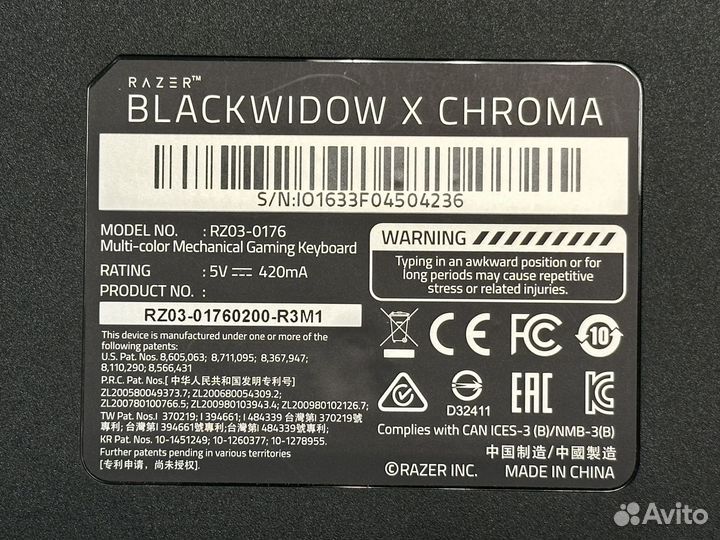 RAZER™
BLACKWIDOW X CHROMA
S/N:IO1633F04504236
MODEL NO. : RZ03-0176
Multi-color Mechanical Gaming Keyboard
RATING : 5V 420mA
PRODUCT NO. :
RZ03-01760200-R3M1
This device is manufactured under one or more of the
following patents:
U.S. Pat. Nos. 8,605,063; 8,711,095; 8,367,947;
8,110,290; 8,566,431
P.R.C. Pat. Nos.[ 中华人民共和国发明专利号]
ZL200580049373.7; ZL200680054309.2;
ZL200780100766.5; ZL200980103943.4; ZL200980102126.7;
TW Pat. Nos.I 370219; I 394661; I 484339 台灣第I 370219號
專利; 台灣第I 394661號專利; 台灣第I 484339號專利;
KR Pat. Nos. 10-1451249; 10-1260377; 10-1278955.
Further patents pending in various territories
[专利申请，尚未授权].
WARNING
Typing in an awkward position or for
long periods may cause repetitive
stress or related injuries.
CE FC 10
D32411
EAC
Complies with CAN ICES-3 (B)/NMB-3(B)
中国制造/中國製造
©RAZER INC. MADE IN CHINA
Avito